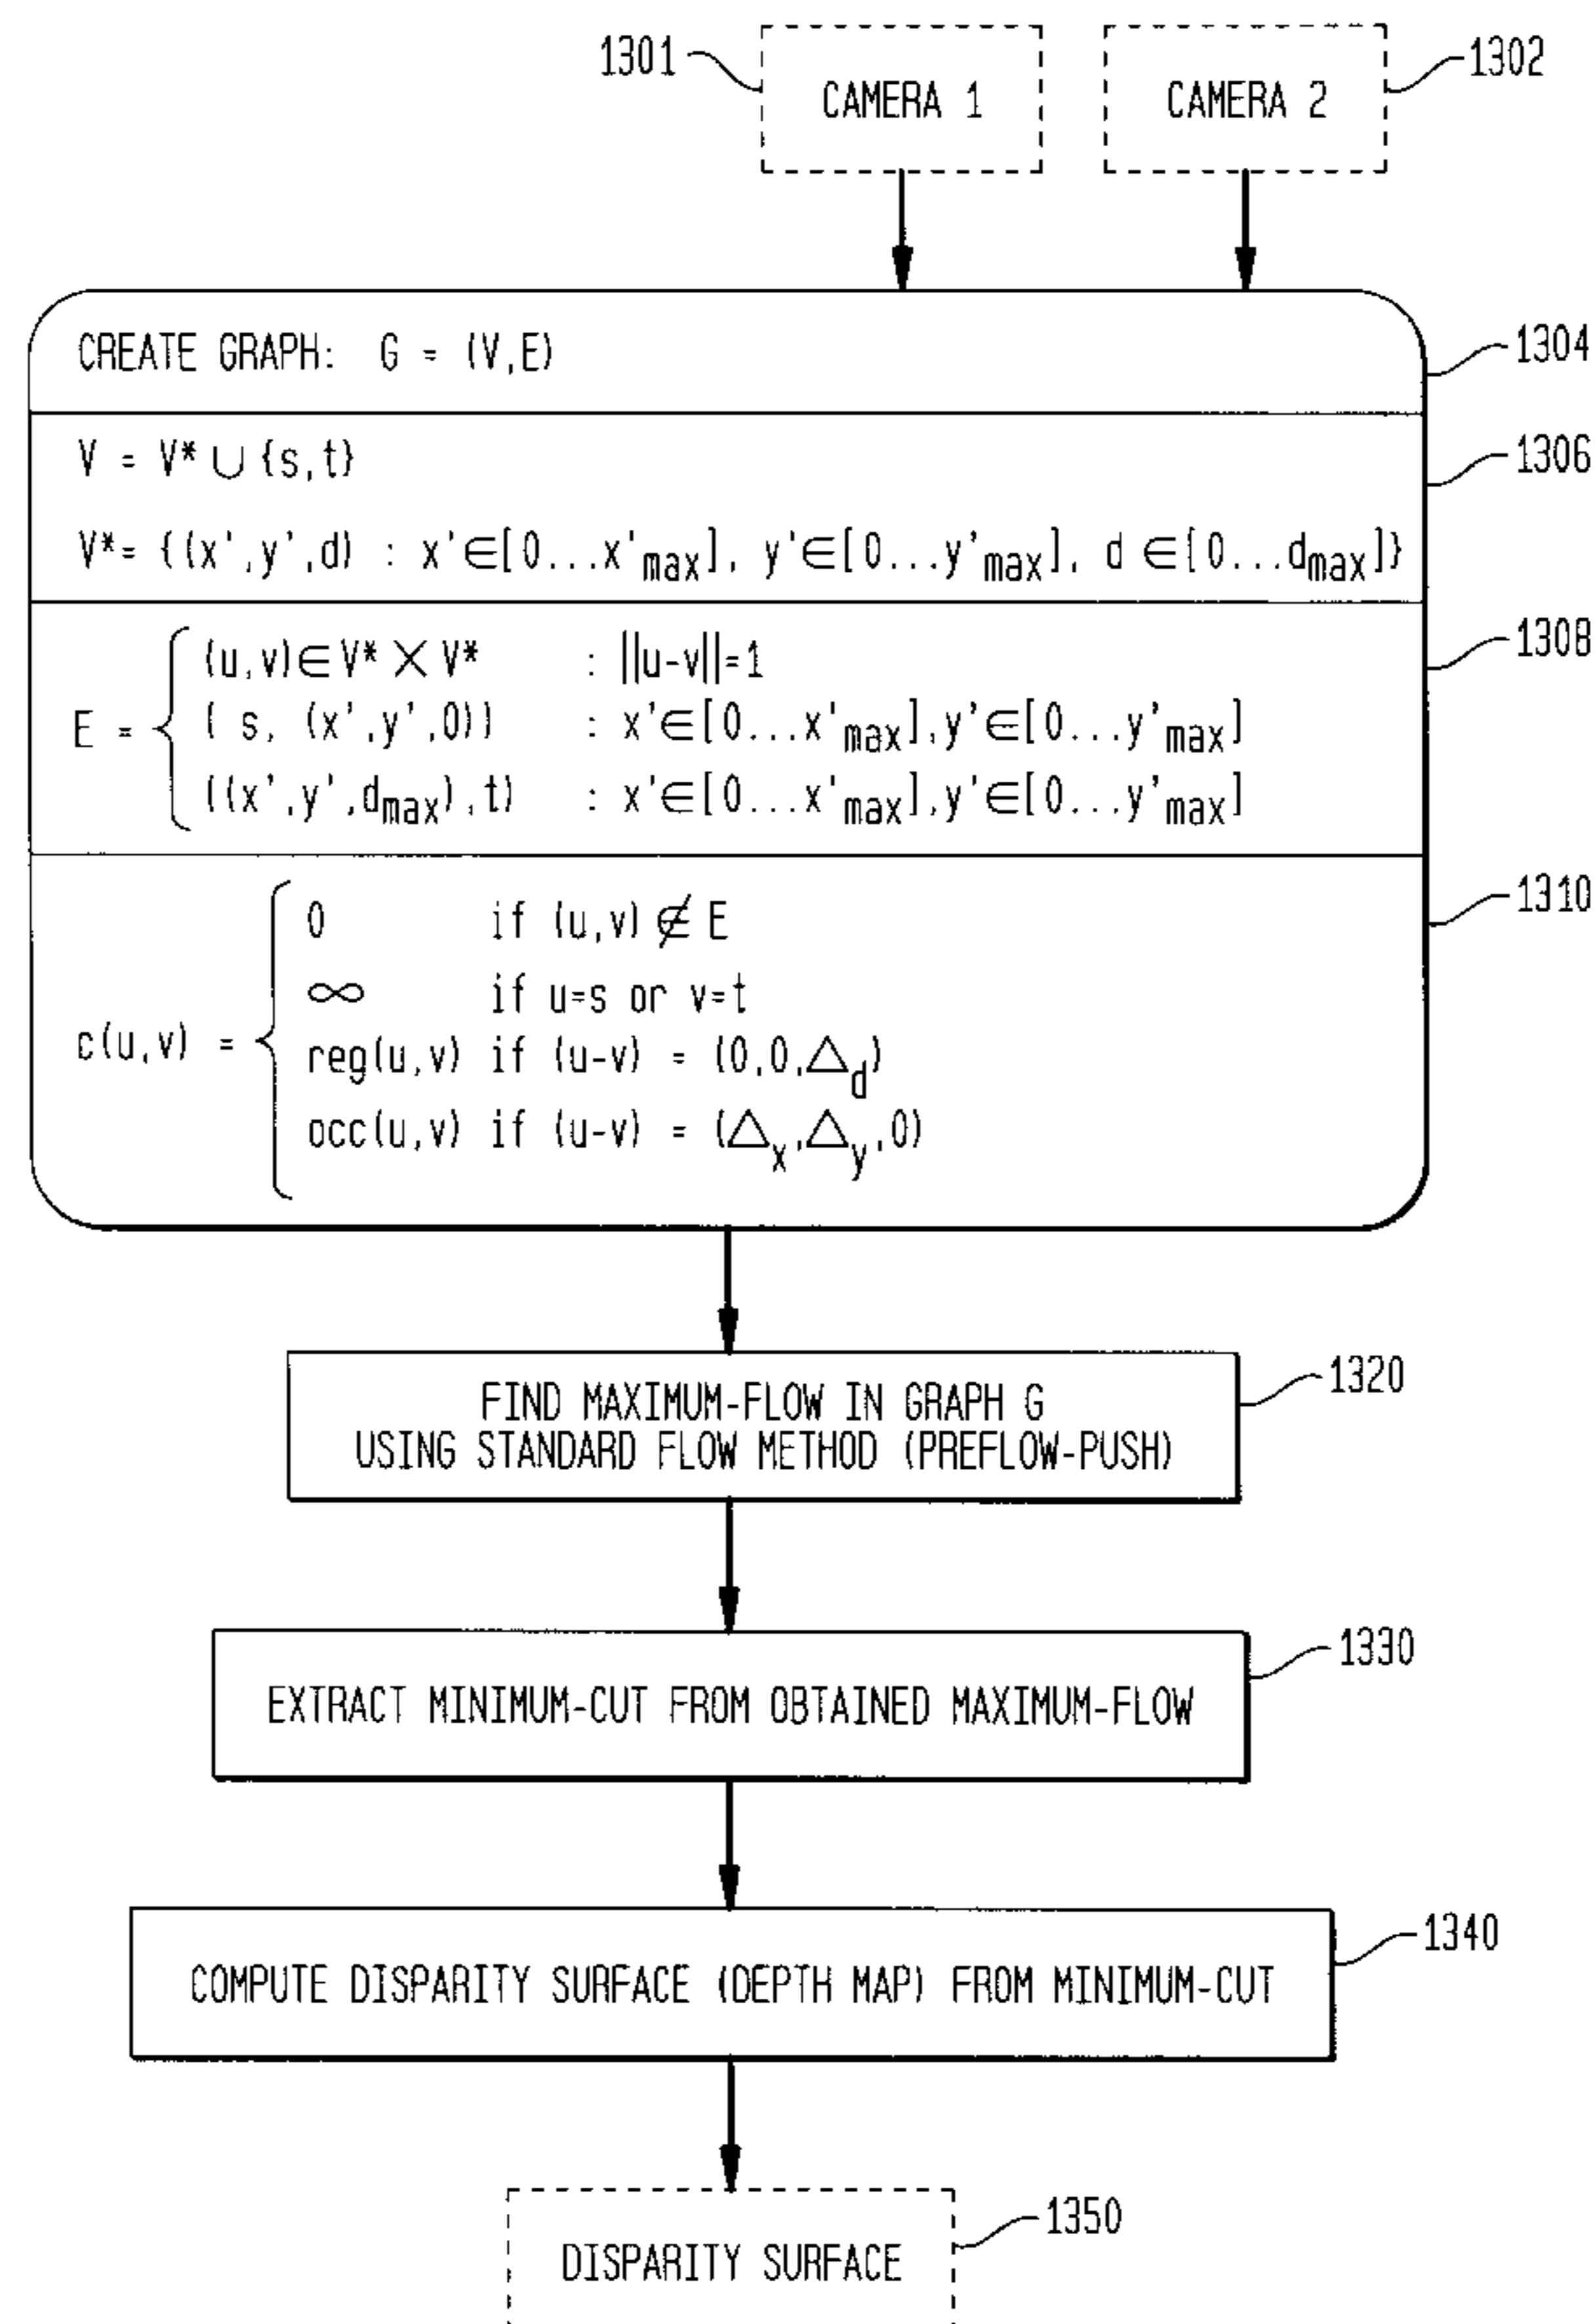 1301
CAMERA 1
CAMERA 2
1302
CREATE GRAPH: G = (V,E)
1304
V = V* ∪ {s,t}
1306
V*= {(x',y',d) : x'∈[0...x'max], y'∈[0...y'max], d ∈[0...dmax]}
1308
E = { (u,v)∈V* X V* : ||u-v||=1
( s, (x',y',0)) : x'∈[0...x'max],y'∈[0...y'max]
((x',y',dmax),t) : x'∈[0...x'max],y'∈[0...y'max]
1310
c(u,v) = { 0 if (u,v) ∉ E
∞ if u=s or v=t
reg(u,v) if (u-v) = (0,0,△d)
occ(u,v) if (u-v) = (△x,△y,0)
1320
FIND MAXIMUM-FLOW IN GRAPH G
USING STANDARD FLOW METHOD (PREFLOW-PUSH)
1330
EXTRACT MINIMUM-CUT FROM OBTAINED MAXIMUM-FLOW
1340
COMPUTE DISPARITY SURFACE (DEPTH MAP) FROM MINIMUM-CUT
1350
DISPARITY SURFACE